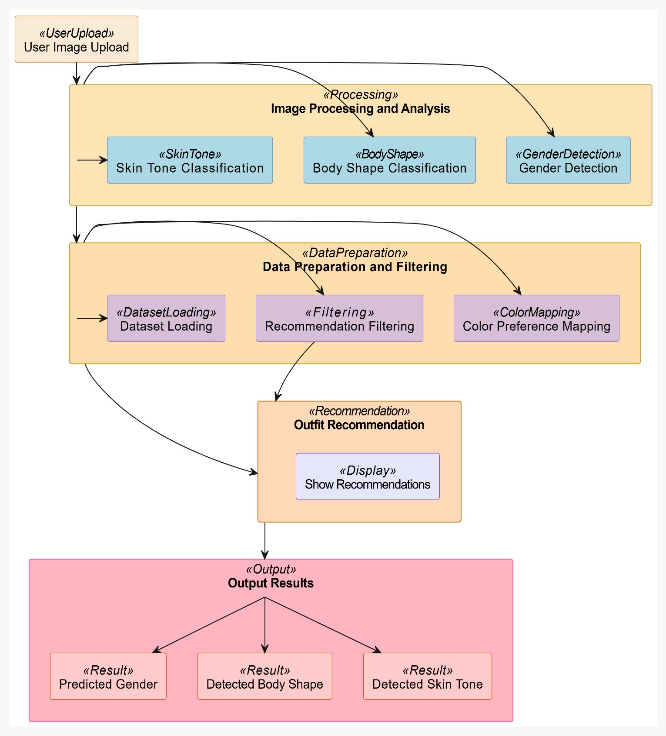 «UserUpload»
User Image Upload
«Processing»
Image Processing and Analysis
«SkinTone»
Skin Tone Classification
«BodyShape»
Body Shape Classification
«GenderDetection»
Gender Detection
«DataPreparation»
Data Preparation and Filtering
«DatasetLoading»
Dataset Loading
«Filtering»
Recommendation Filtering
«ColorMapping»
Color Preference Mapping
«Recommendation»
Outfit Recommendation
«Display»
Show Recommendations
«Output»
Output Results
«Result»
Predicted Gender
«Result»
Detected Body Shape
«Result»
Detected Skin Tone